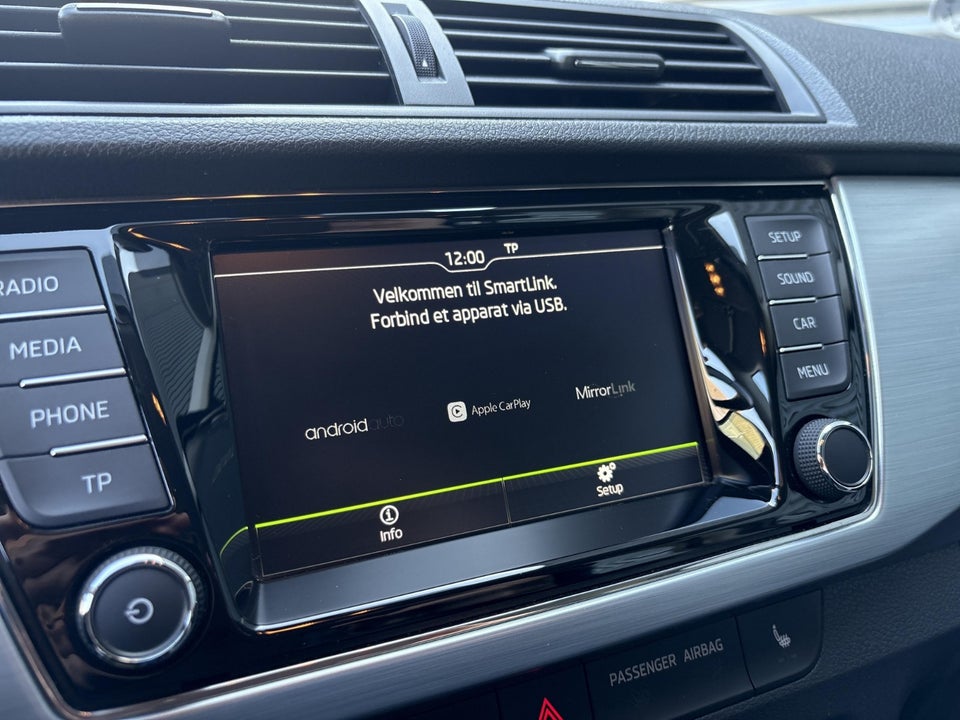 12:00 TP
Velkommen til SmartLink.
Forbind et apparat via USB.
androidauto
Apple CarPlay
MirrorLink
Info
Setup
RADIO
MEDIA
PHONE
TP
SETUP
SOUND
CAR
MENU
PASSENGER AIRBAG